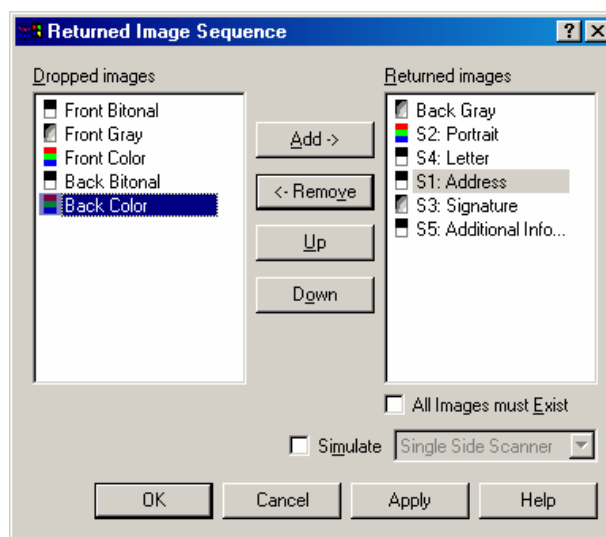 Returned Image Sequence
Dropped images
Front Bitonal
Front Gray
Front Color
Back Bitonal
Back Color
Add ->
<- Remove
Up
Down
Returned images
Back Gray
S2: Portrait
S4: Letter
S1: Address
S3: Signature
S5: Additional Info...
All Images must Exist
Simulate
Single Side Scanner
OK
Cancel
Apply
Help